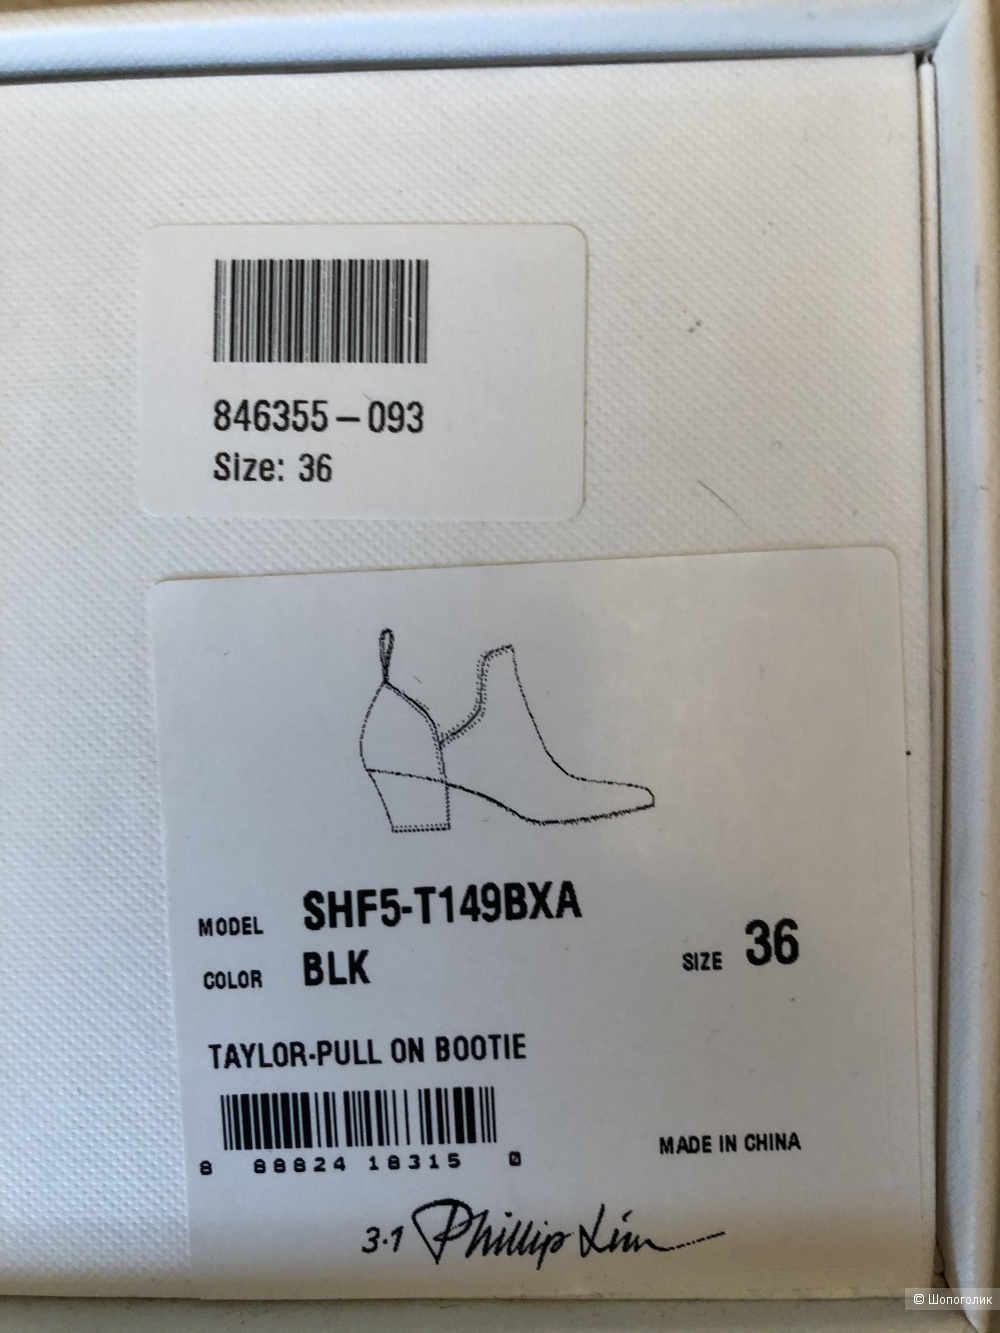 846355-093
Size: 36
MODEL SHF5-T149BXA
COLOR BLK SIZE 36
TAYLOR-PULL ON BOOTIE
8 88824 18315 0
MADE IN CHINA
3.1 Phillip Lim
© Шопоголик